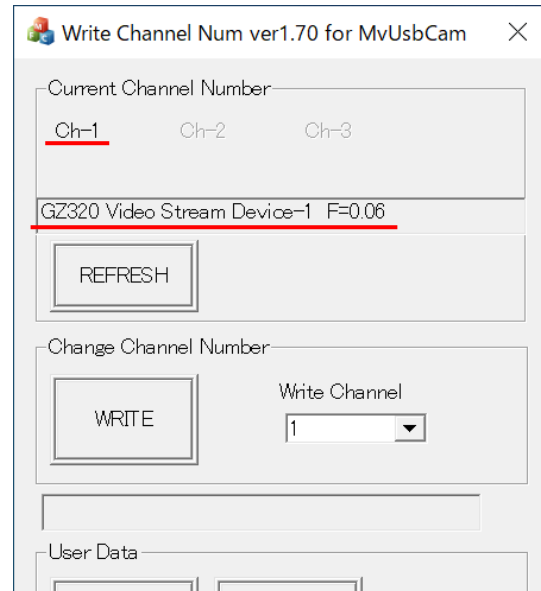 Write Channel Num ver1.70 for MvUsbCam
Current Channel Number
Ch-1 Ch-2 Ch-3
GZ320 Video Stream Device-1 F=0.06
REFRESH
Change Channel Number
Write Channel
WRITE
1
User Data